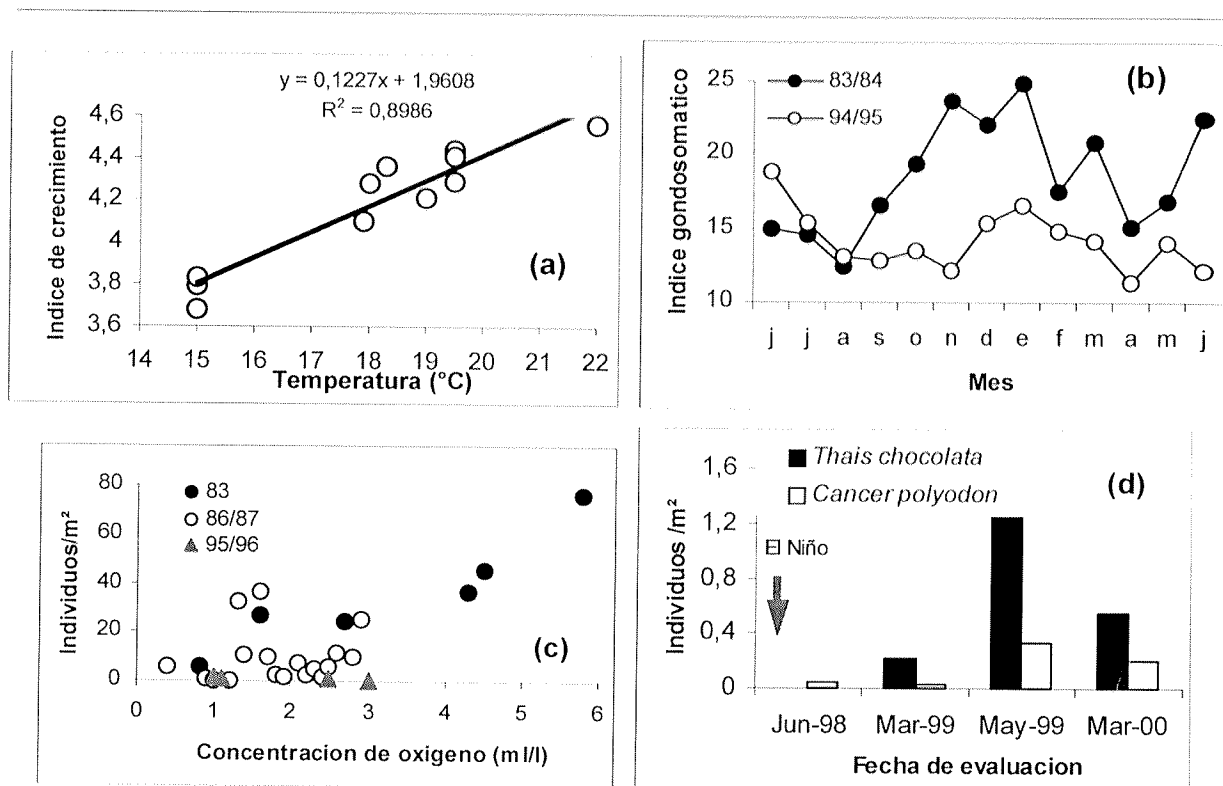 y = 0,1227x + 1,9608
R² = 0,8986
4,6
4,4
4,2
4
3,8
3,6
Indice de crecimiento
(a)
14 15 16 17 18 19 20 21 22
Temperatura (°C)
(b)
83/84
94/95
25
20
15
10
Indice gondosomatico
j j a s o n d e f m a m j
Mes
80
60
40
20
0
Individuos/m²
83
86/87
95/96
(c)
0 1 2 3 4 5 6
Concentracion de oxigeno (ml/l)
Thais chocolata
Cancer polyodon
(d)
1,6
1,2
0,8
0,4
0
Individuos /m²
El Niño
Jun-98 Mar-99 May-99 Mar-00
Fecha de evaluacion